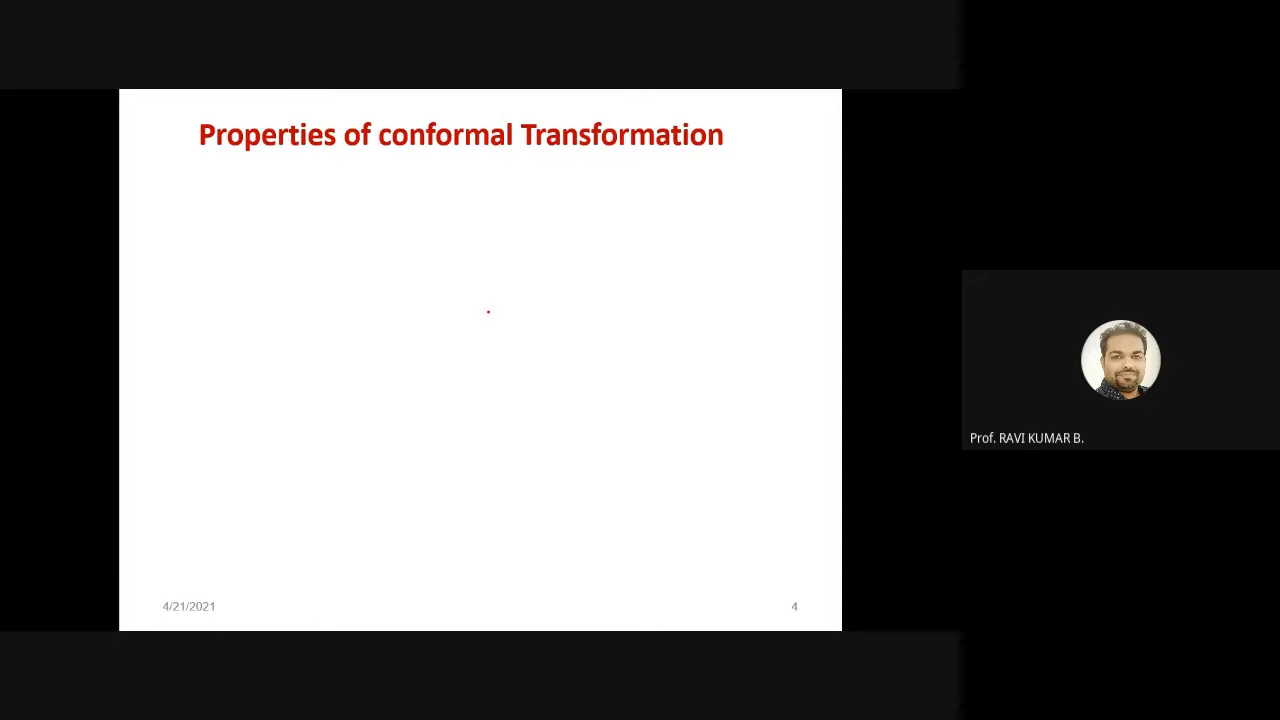 Properties of conformal Transformation
4/21/2021
4
Prof. RAVI KUMAR B.